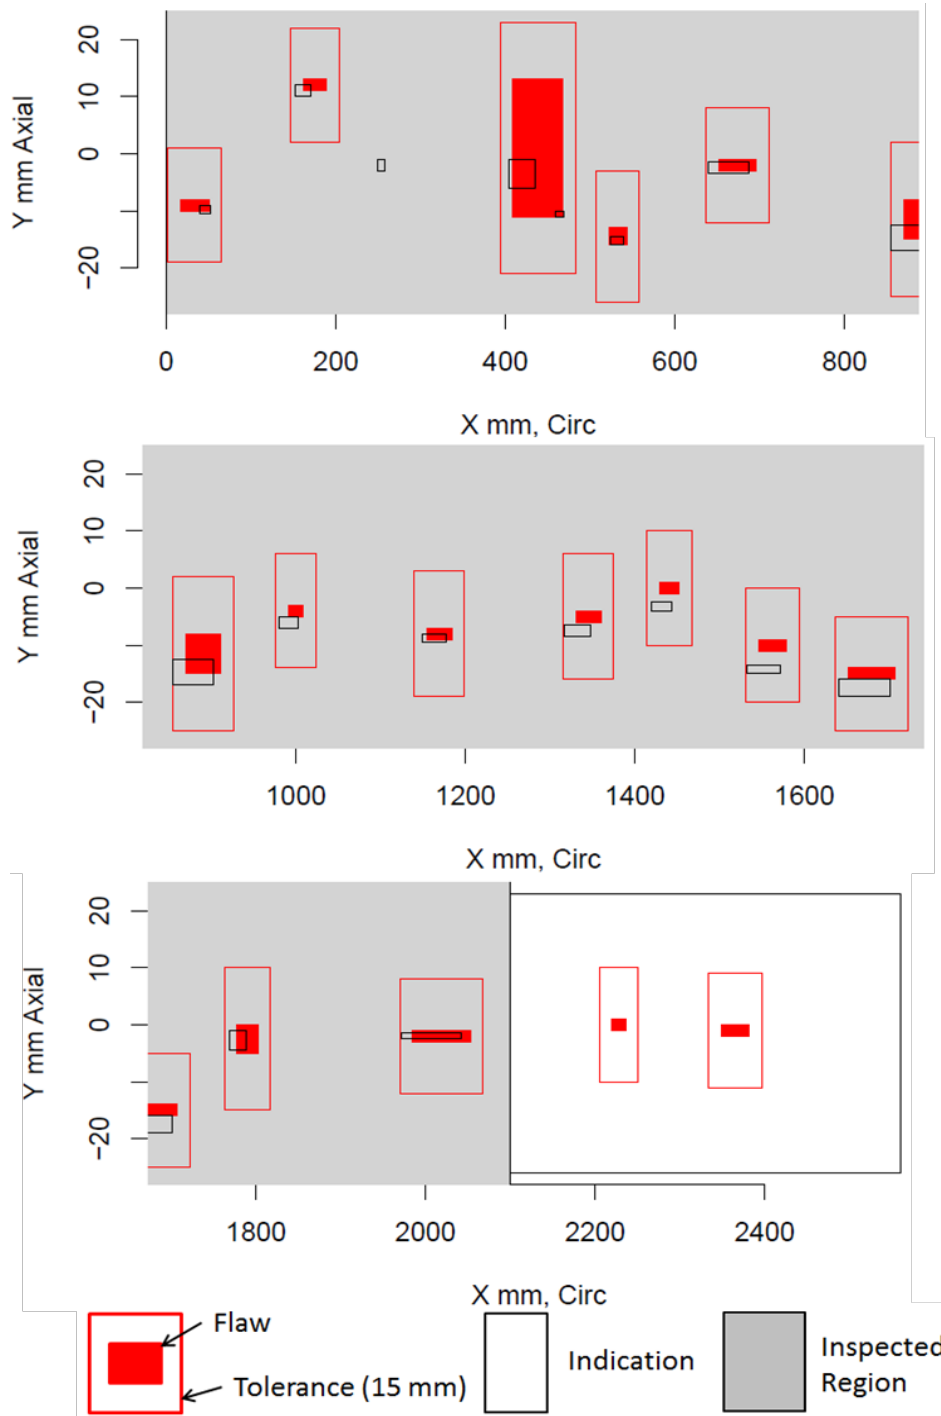 Y mm Axial
20
10
0
−20
0 200 400 600 800
X mm, Circ
Y mm Axial
20
10
0
−20
1000 1200 1400 1600
X mm, Circ
Y mm Axial
20
10
0
−20
1800 2000 2200 2400
X mm, Circ
Flaw
Tolerance (15 mm)
Indication
Inspected
Region